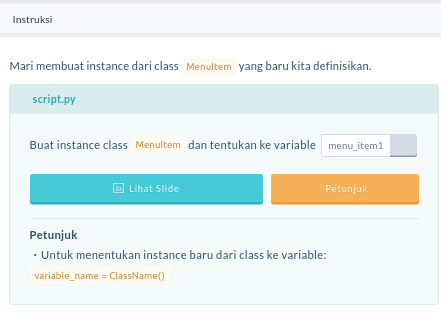 Instruksi
Mari membuat instance dari class MenuItem yang baru kita definisikan.
script.py
Buat instance class MenuItem dan tentukan ke variable menu_item1
Lihat Slide
Petunjuk
Petunjuk
· Untuk menentukan instance baru dari class ke variable:
variable_name = ClassName()